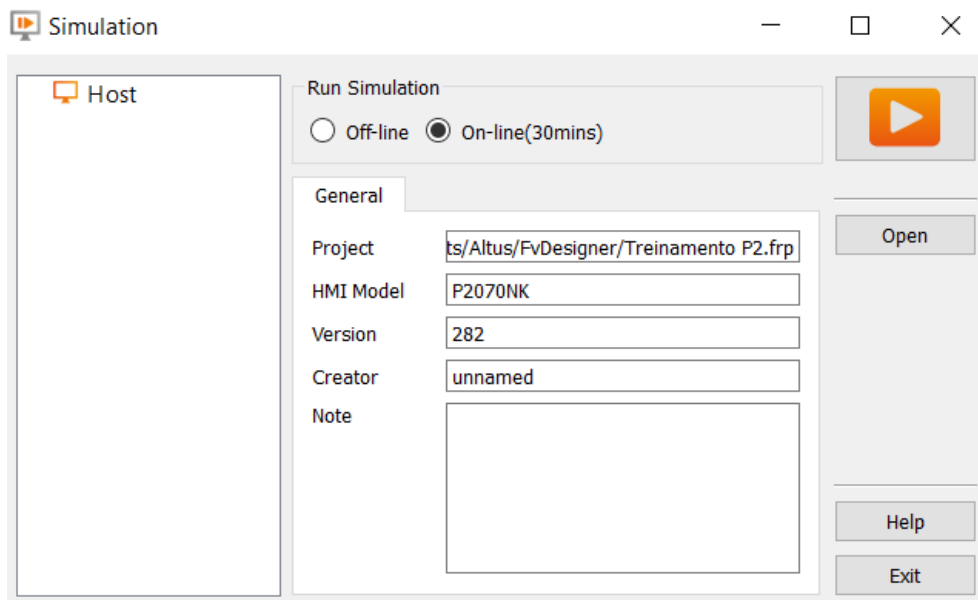 Simulation
Host
Run Simulation
Off-line On-line(30mins)
General
Project ts/Altus/FvDesigner/Treinamento P2.frp
HMI Model P2070NK
Version 282
Creator unnamed
Note
Open
Help
Exit